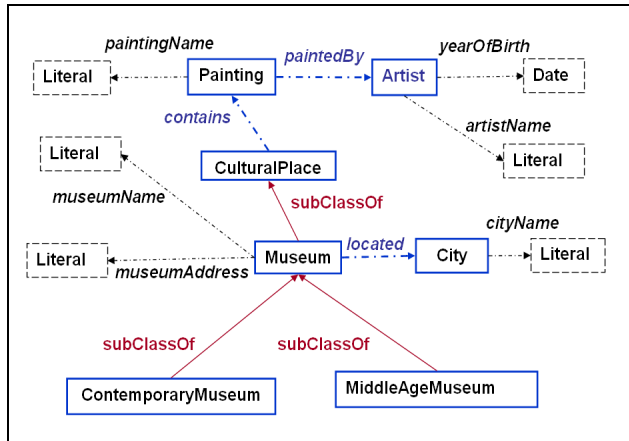 paintingName
paintedBy
yearOfBirth
Literal
Painting
Artist
Date
contains
artistName
Literal
CulturalPlace
Literal
museumName
subClassOf
cityName
located
Literal
museumAddress
Museum
City
Literal
subClassOf
subClassOf
ContemporaryMuseum
MiddleAgeMuseum